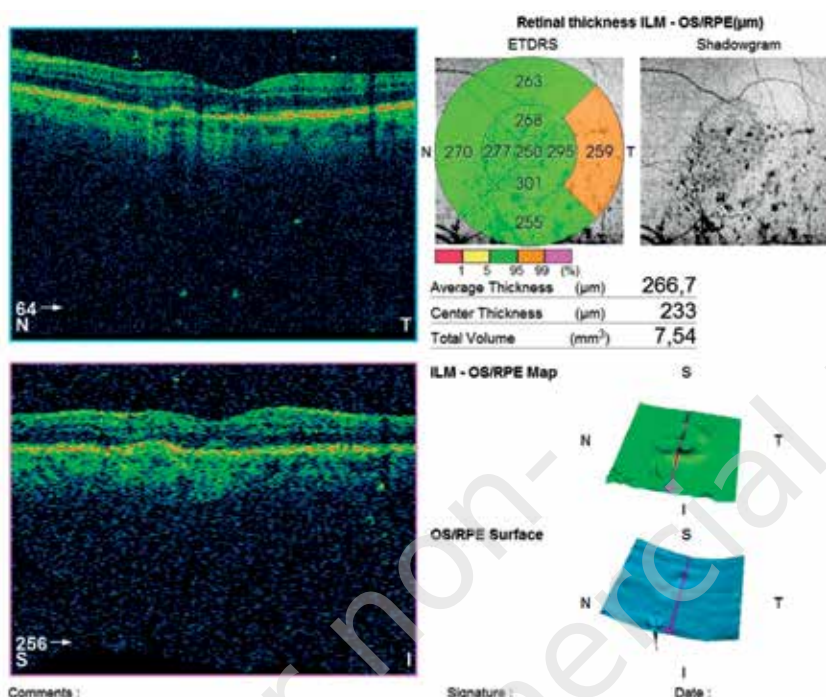 Retinal thickness ILM - OS/RPE(µm)
ETDRS
Shadowgram
263
268
N 270 277 250 295 259 T
301
255
1 5 95 99 (%)
Average Thickness (µm) 266,7
Center Thickness (µm) 233
Total Volume (mm³) 7,54
64
N T
ILM - OS/RPE Map
S
N T
I
OS/RPE Surface
S
N T
I
256
S I
Comments :
Signature :
Date :
r non-
ercial